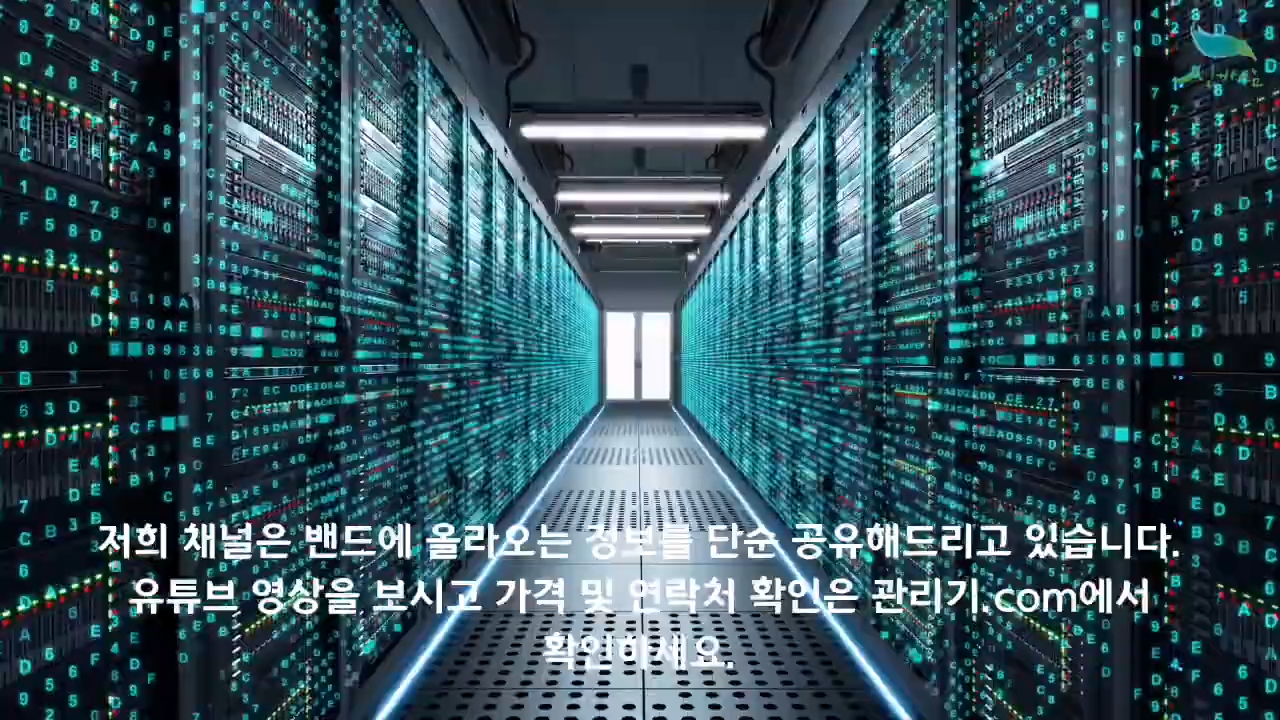 저희 채널은 밴드에 올라오는 정보를 단순 공유해드리고 있습니다.
유튜브 영상을 보시고 가격 및 연락처 확인은 관리기.com에서
확인하세요.